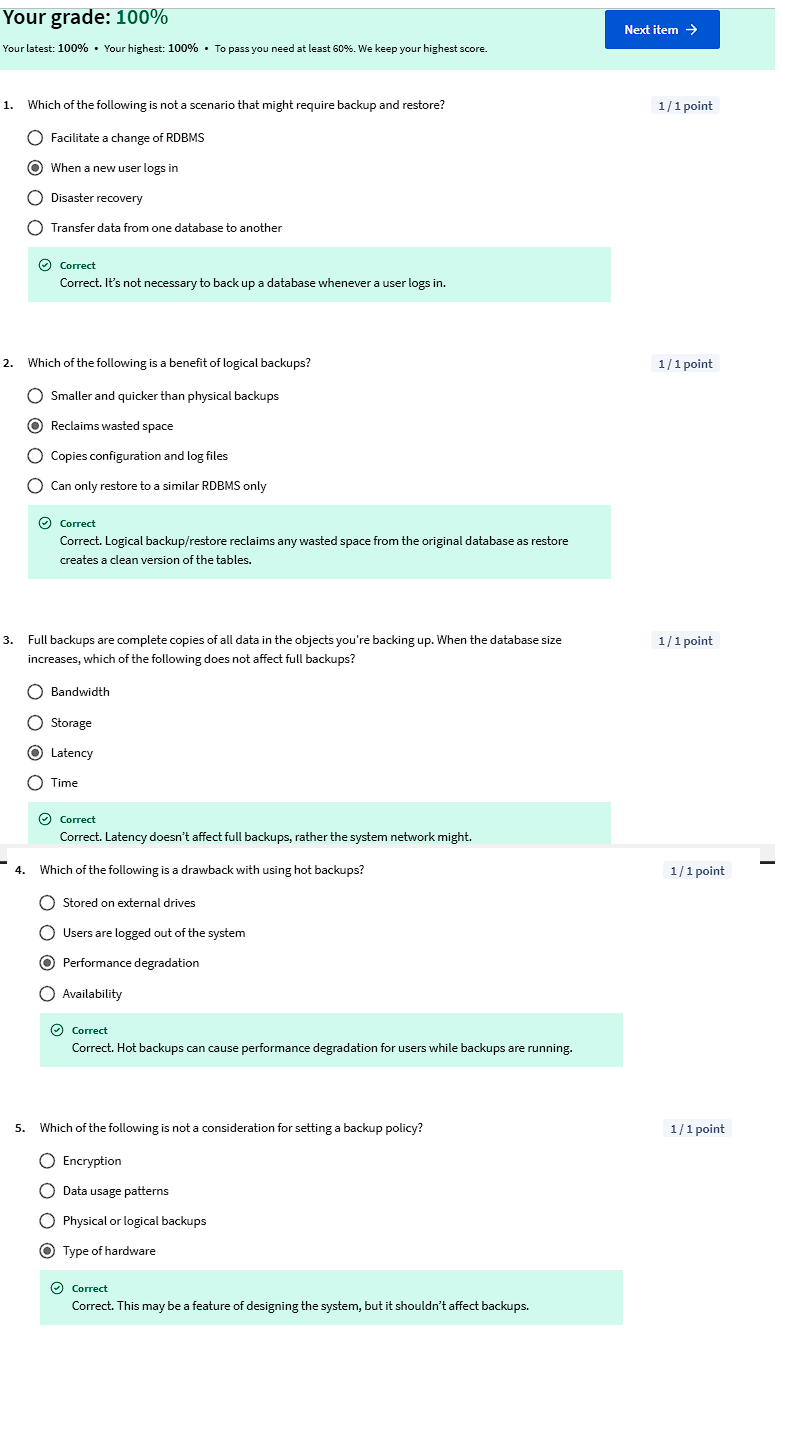 Your grade: 100%
Next item →
Your latest: 100% • Your highest: 100% • To pass you need at least 60%. We keep your highest score.
1. Which of the following is not a scenario that might require backup and restore?
1 / 1 point
Facilitate a change of RDBMS
When a new user logs in
Disaster recovery
Transfer data from one database to another
Correct
Correct. It’s not necessary to back up a database whenever a user logs in.
2. Which of the following is a benefit of logical backups?
1 / 1 point
Smaller and quicker than physical backups
Reclaims wasted space
Copies configuration and log files
Can only restore to a similar RDBMS only
Correct
Correct. Logical backup/restore reclaims any wasted space from the original database as restore
creates a clean version of the tables.
3. Full backups are complete copies of all data in the objects you’re backing up. When the database size
1 / 1 point
increases, which of the following does not affect full backups?
Bandwidth
Storage
Latency
Time
Correct
Correct. Latency doesn’t affect full backups, rather the system network might.
4. Which of the following is a drawback with using hot backups?
1 / 1 point
Stored on external drives
Users are logged out of the system
Performance degradation
Availability
Correct
Correct. Hot backups can cause performance degradation for users while backups are running.
5. Which of the following is not a consideration for setting a backup policy?
1 / 1 point
Encryption
Data usage patterns
Physical or logical backups
Type of hardware
Correct
Correct. This may be a feature of designing the system, but it shouldn’t affect backups.